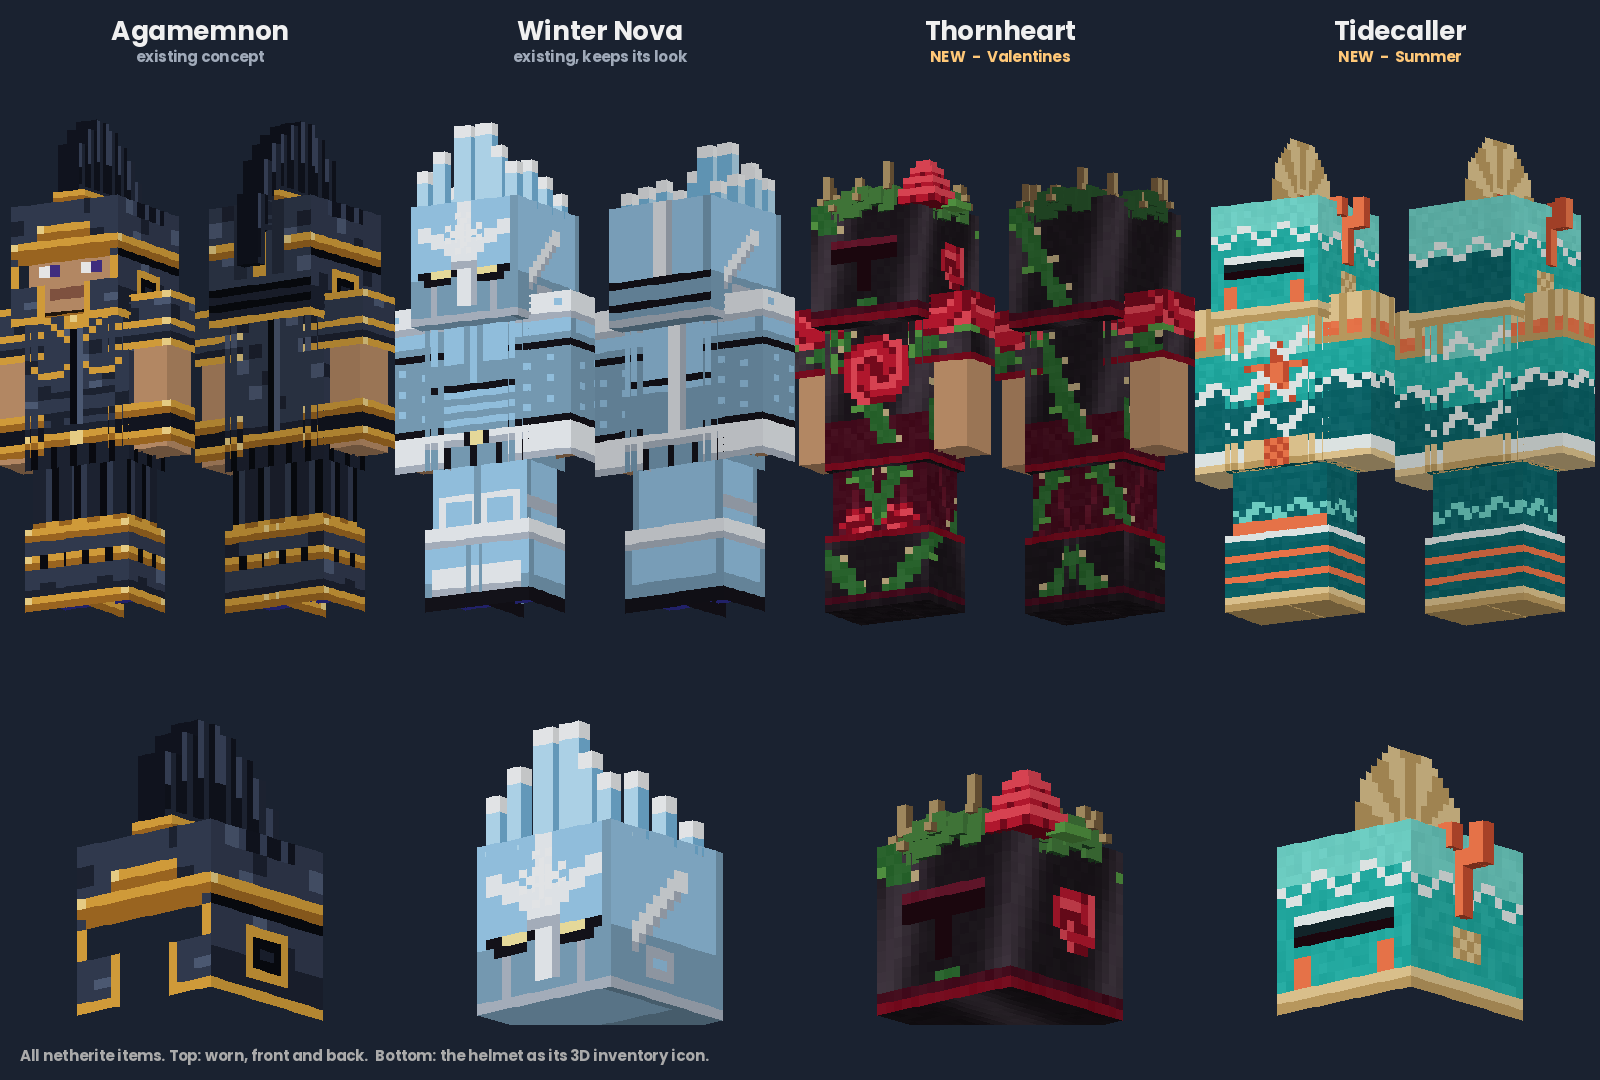 Agamemnon
existing concept
Winter Nova
existing, keeps its look
Thornheart
NEW - Valentines
Tidecaller
NEW - Summer
All netherite items. Top: worn, front and back. Bottom: the helmet as its 3D inventory icon.